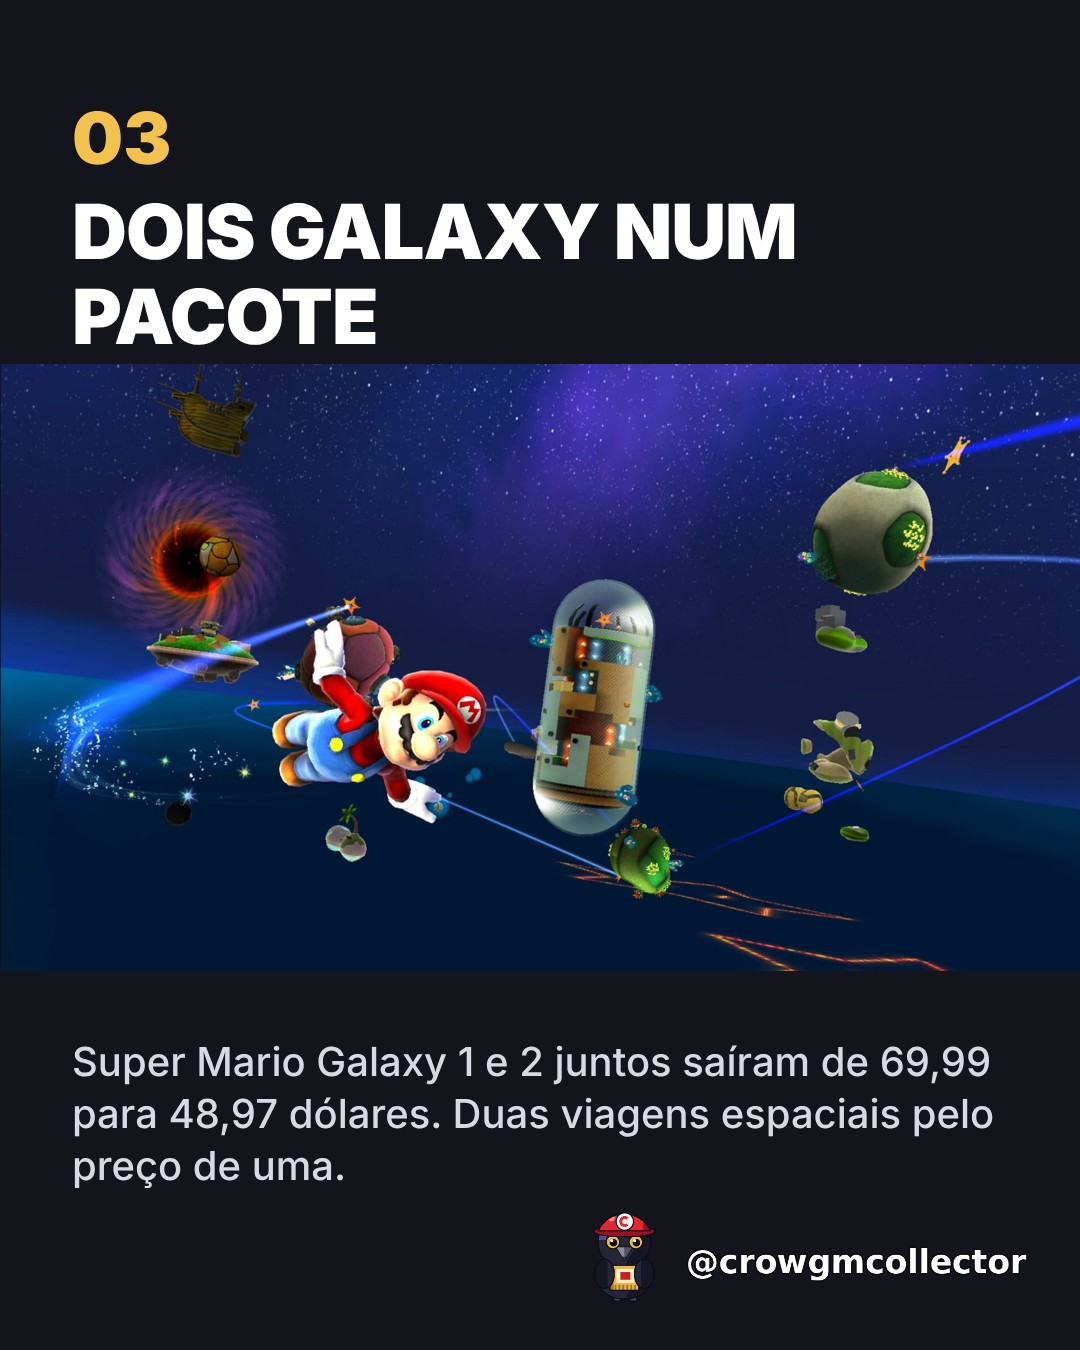 03
DOIS GALAXY NUM
PACOTE
M
Super Mario Galaxy 1 e 2 juntos saíram de 69,99
para 48,97 dólares. Duas viagens espaciais pelo
preço de uma.
C
@crowgmcollector